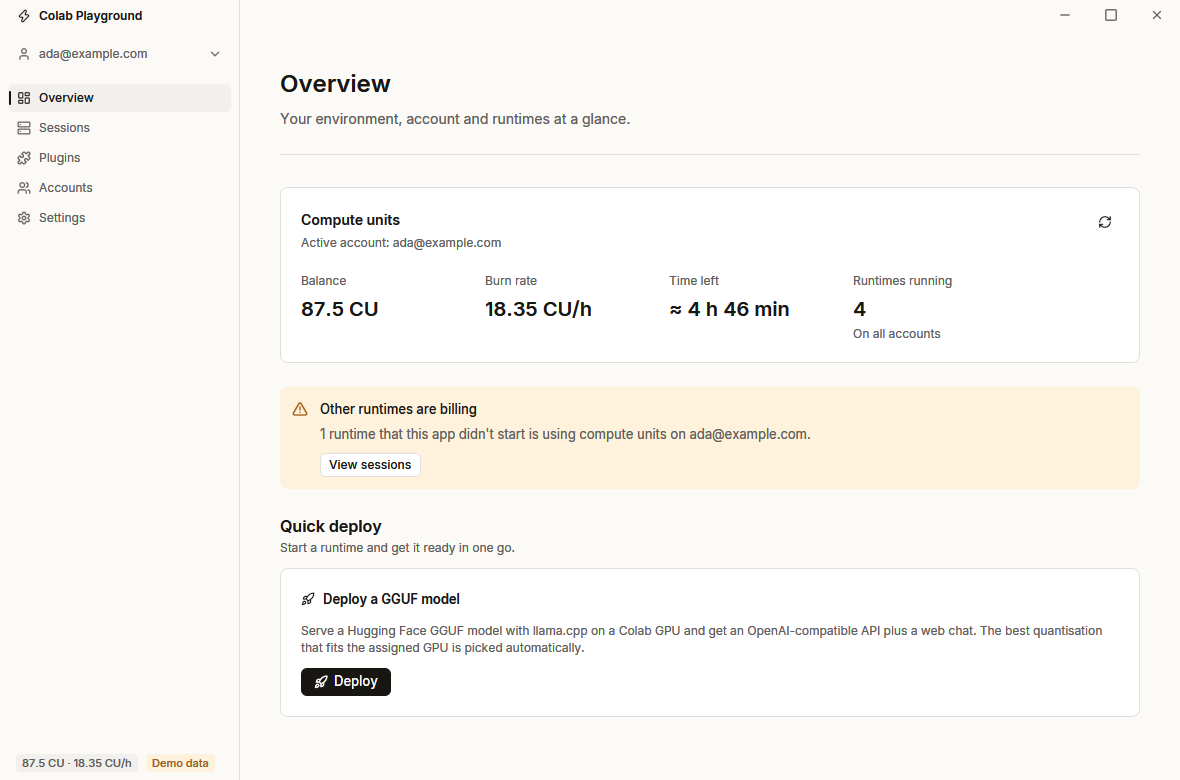 Colab Playground
ada@example.com
Overview
Sessions
Plugins
Accounts
Settings
87.5 CU · 18.35 CU/h
Demo data
Overview
Your environment, account and runtimes at a glance.
Compute units
Active account: ada@example.com
Balance
87.5 CU
Burn rate
18.35 CU/h
Time left
≈ 4 h 46 min
Runtimes running
4
On all accounts
Other runtimes are billing
1 runtime that this app didn't start is using compute units on ada@example.com.
View sessions
Quick deploy
Start a runtime and get it ready in one go.
Deploy a GGUF model
Serve a Hugging Face GGUF model with llama.cpp on a Colab GPU and get an OpenAI-compatible API plus a web chat. The best quantisation
that fits the assigned GPU is picked automatically.
Deploy